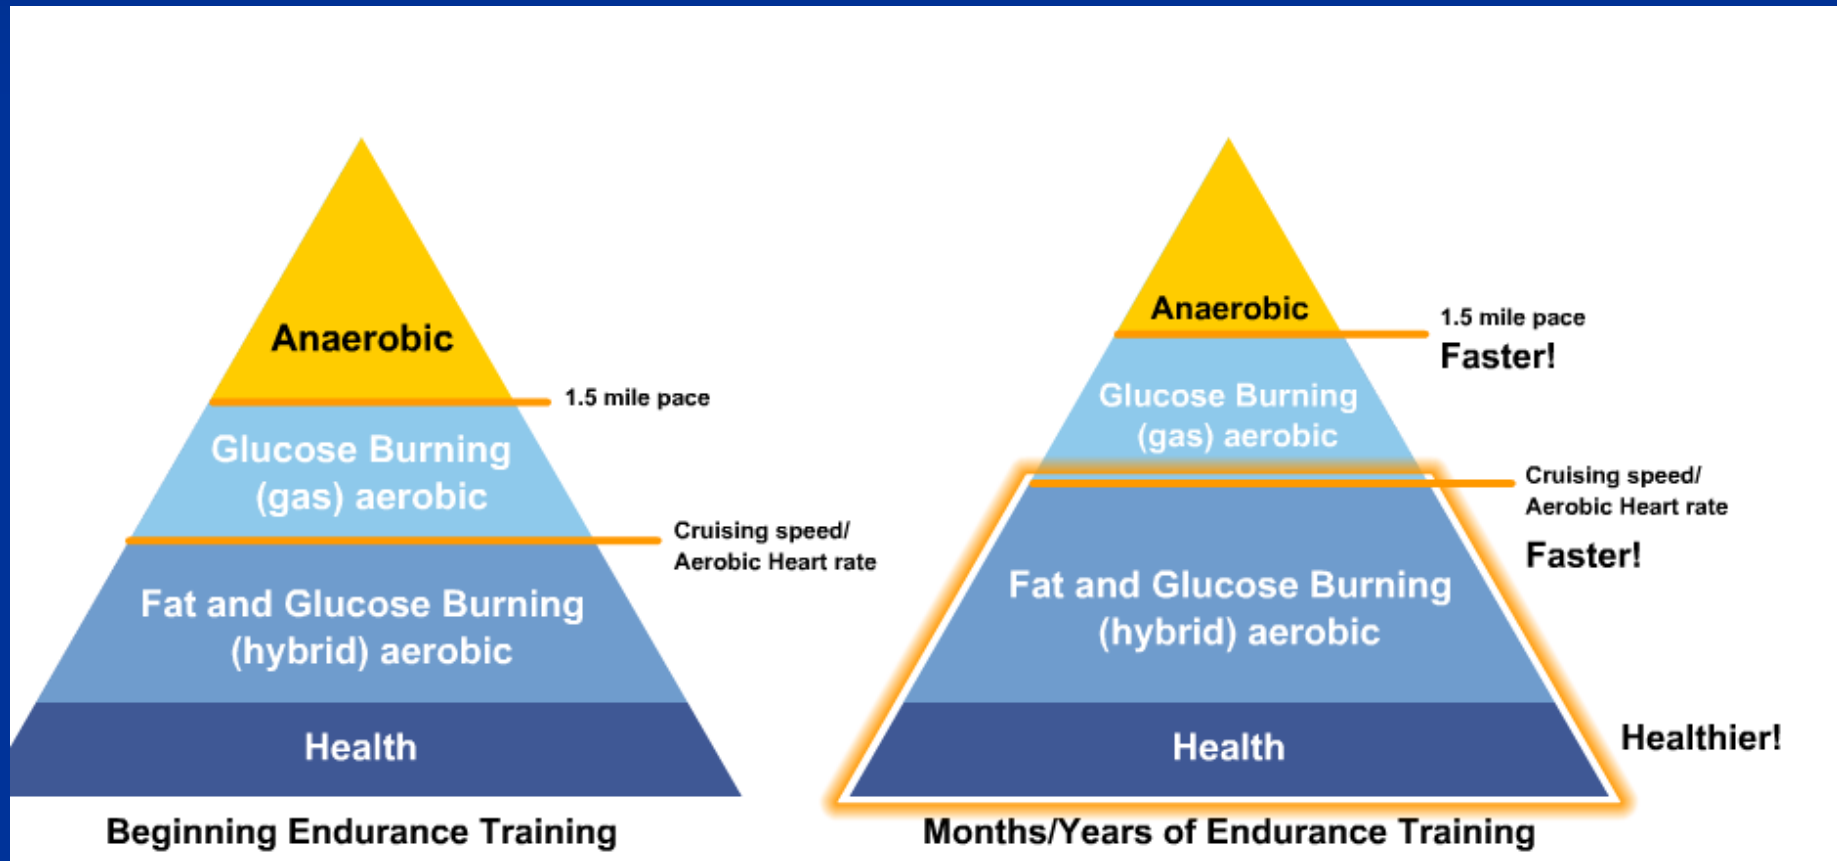 Anaerobic
1.5 mile pace
Glucose Burning
(gas) aerobic
Cruising speed/
Aerobic Heart rate
Fat and Glucose Burning
(hybrid) aerobic
Health
Beginning Endurance Training
Anaerobic
1.5 mile pace
Faster!
Glucose Burning
(gas) aerobic
Cruising speed/
Aerobic Heart rate
Faster!
Fat and Glucose Burning
(hybrid) aerobic
Health
Healthier!
Months/Years of Endurance Training